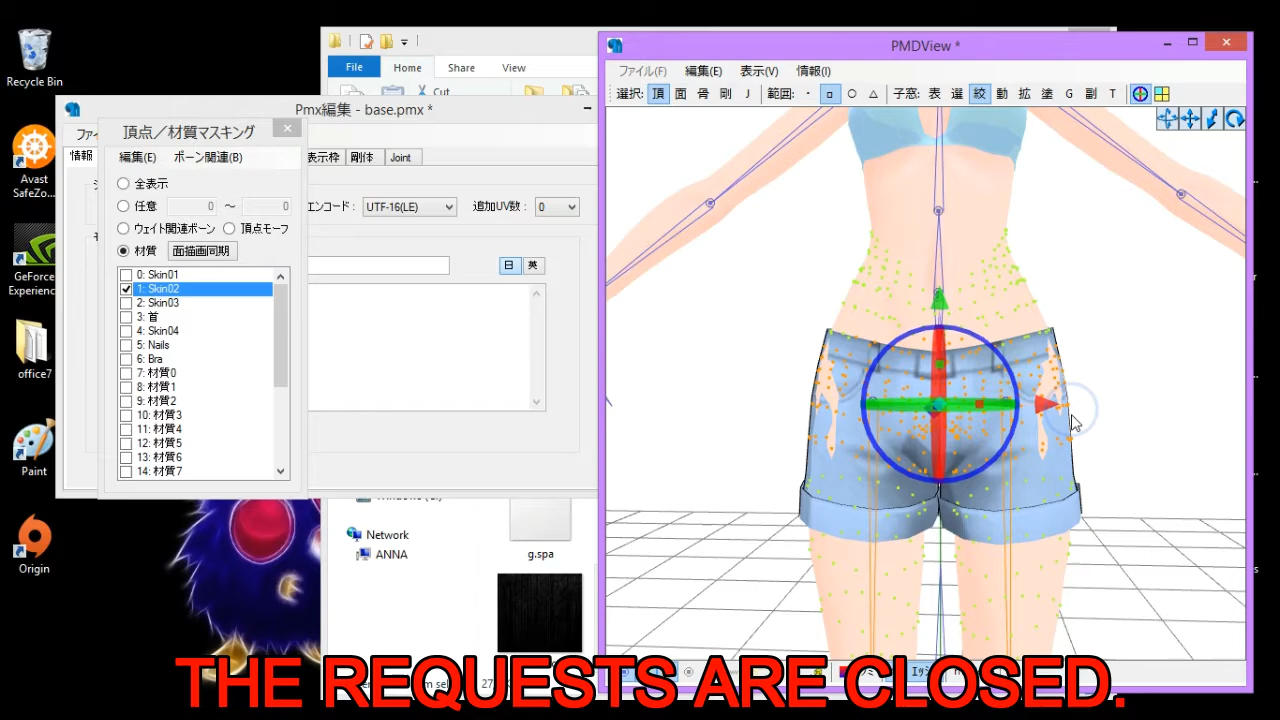 Recycle Bin
Avast
SafeZo...
GeForce
Experience
office7
Paint
Origin
File
Home
Share
View
Cut
Network
ANNA
g.spa
Pmx編集 - base.pmx *
情報
表示枠
剛体
Joint
エンコード：
UTF-16(LE)
追加UV数：
0
日
英
頂点／材質マスキング
編集(E)
ボーン関連(B)
全表示
任意
0
～
0
ウェイト関連ボーン
頂点モーフ
材質
面描画同期
0: Skin01
1: Skin02
2: Skin03
3: 首
4: Skin04
5: Nails
6: Bra
7: 材質0
8: 材質1
9: 材質2
10: 材質3
11: 材質4
12: 材質5
13: 材質6
14: 材質7
PMDView *
ファイル(F)
編集(E)
表示(V)
情報(I)
選択: 頂 面 骨 剛 J 範囲: 子窓: 表 選 絞 動 拡 塗 G 副 T
THE REQUESTS ARE CLOSED.